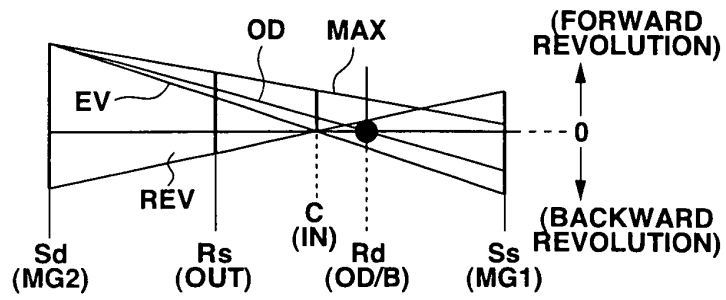 (FORWARD
REVOLUTION)
OD
MAX
EV
0
REV
(BACKWARD
REVOLUTION)
C
(IN)
Sd
(MG2)
Rs
(OUT)
Rd
(OD/B)
Ss
(MG1)